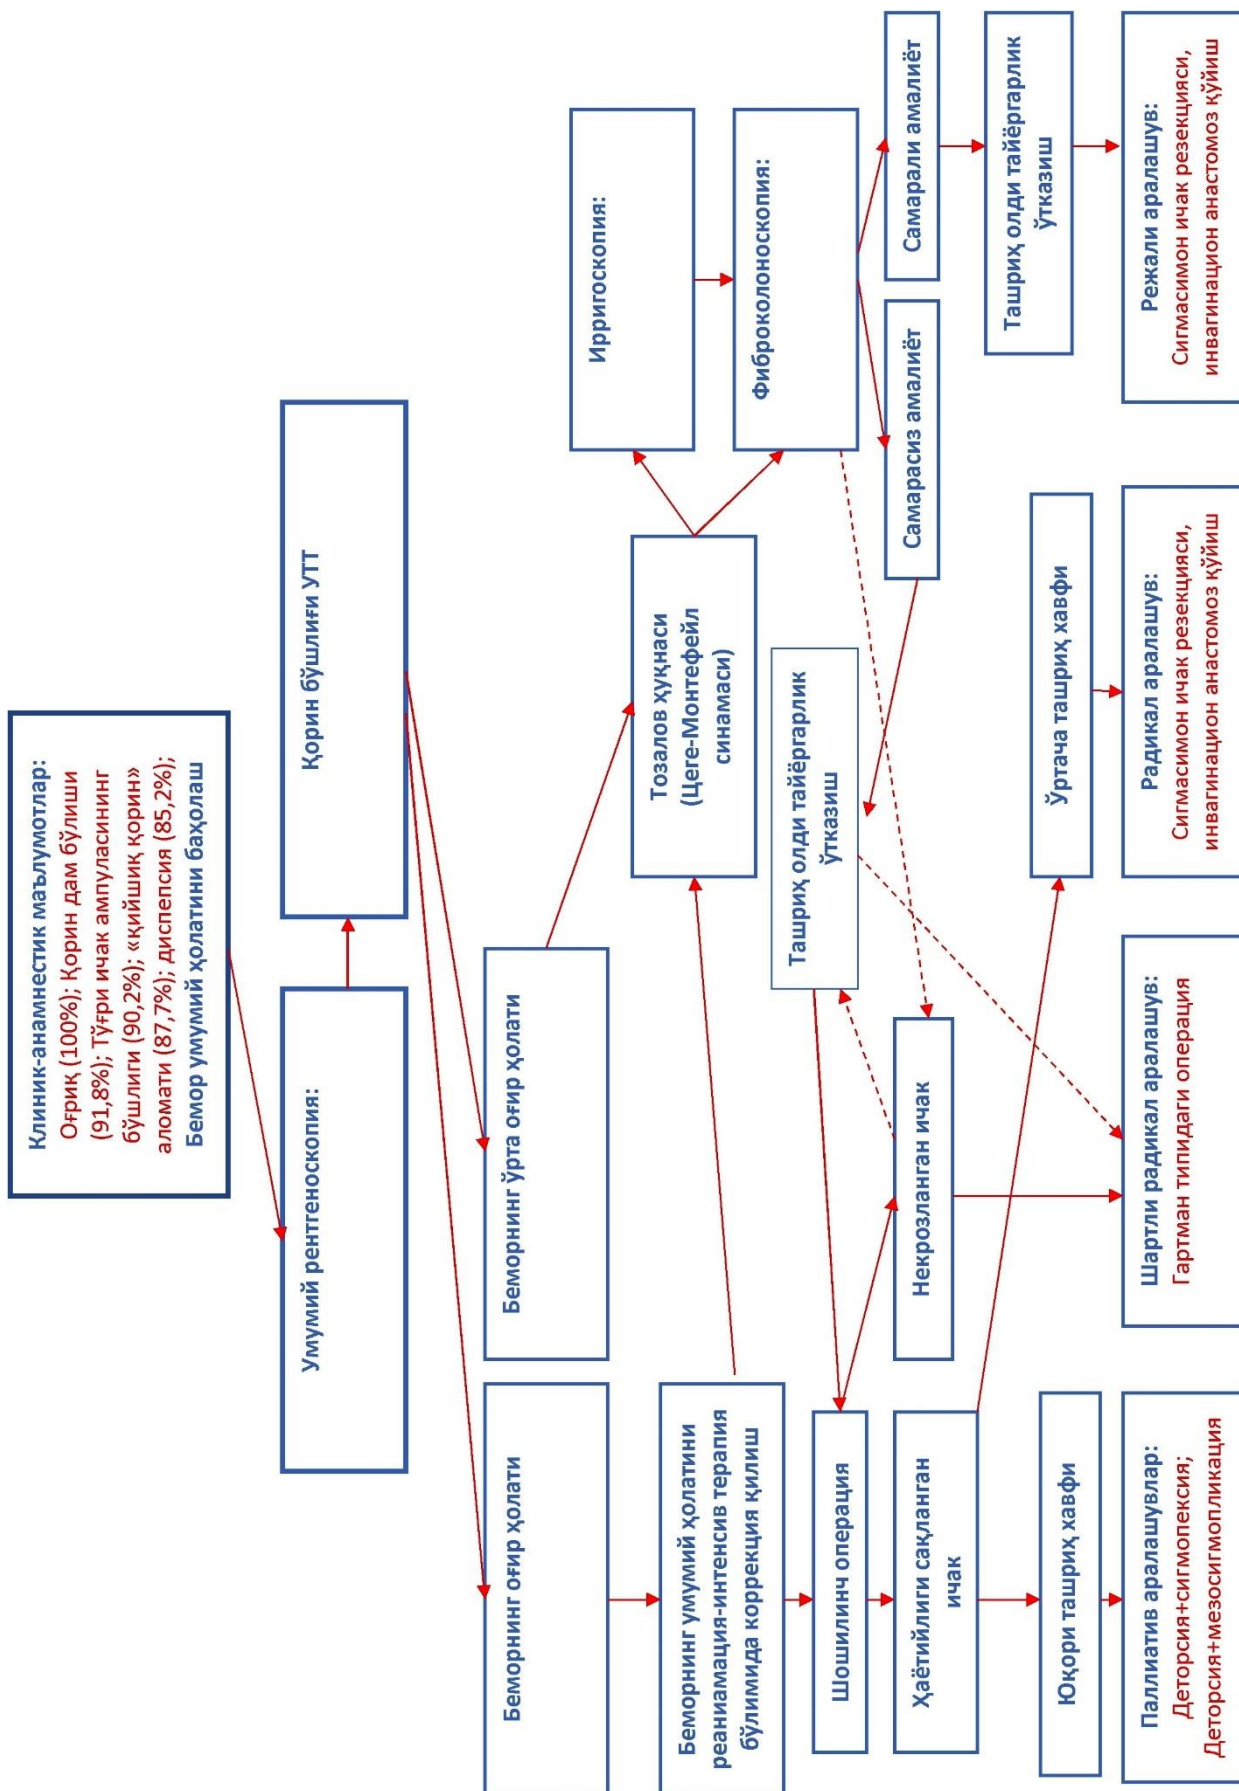 Клиник-анамнестик маълумотлар:
Оғриқ (100%); Қорин дам бўлиши
(91,8%); Тўғри ичак ампуласининг
бўшлиги (90,2%); «қийшиқ қорин»
аломати (87,7%); диспепсия (85,2%);
Бемор умумий ҳолатини баҳолаш
Умумий рентгеноскопия:
Қорин бўшлиғи УТТ
Беморнинг оғир ҳолати
Беморнинг ўрта оғир ҳолати
Ирригоскопия:
Тозалов ҳуқнаси
(Цеге-Монтефейл
синамаси)
Беморнинг умумий ҳолатини
реаниамация-интенсив терапия
бўлимида коррекция қилиш
Фиброколоноскопия:
Ташриҳ олди тайёргарлик
ўтказиш
Шошилинч операция
Самарасиз амалиёт
Самарали амалиёт
Ҳаётийлиги сақланган
ичак
Некрозланган ичак
Ташриҳ олди тайёргарлик
ўтказиш
Юқори ташриҳ хавфи
Ўртача ташриҳ хавфи
Паллиатив аралашувлар:
Деторсия+сигмопексия;
Деторсия+мезосигмопликация
Шартли радикал аралашув:
Гартман типидаги операция
Радикал аралашув:
Сигмасимон ичак резекцияси,
инвагинацион анастомоз қўйиш
Режали аралашув:
Сигмасимон ичак резекцияси,
инвагинацион анастомоз қўйиш